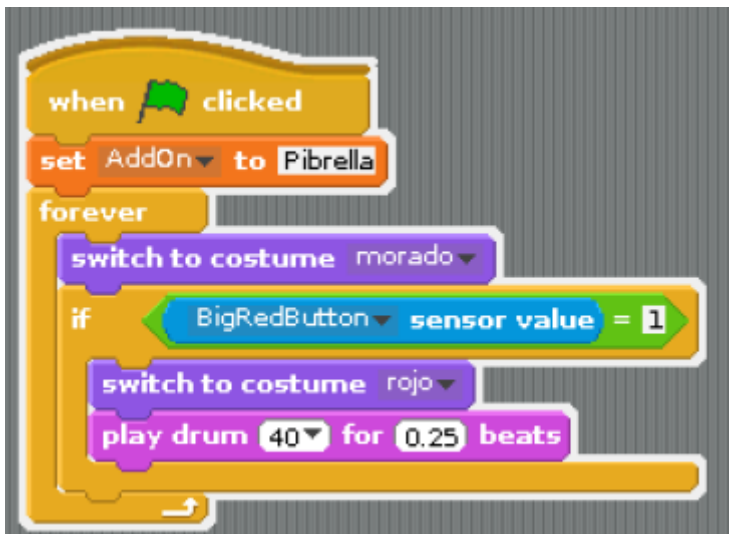 when clicked
set AddOn to Pibrella
forever
switch to costume morado
if BigRedButton sensor value = 1
switch to costume rojo
play drum 40 for 0.25 beats